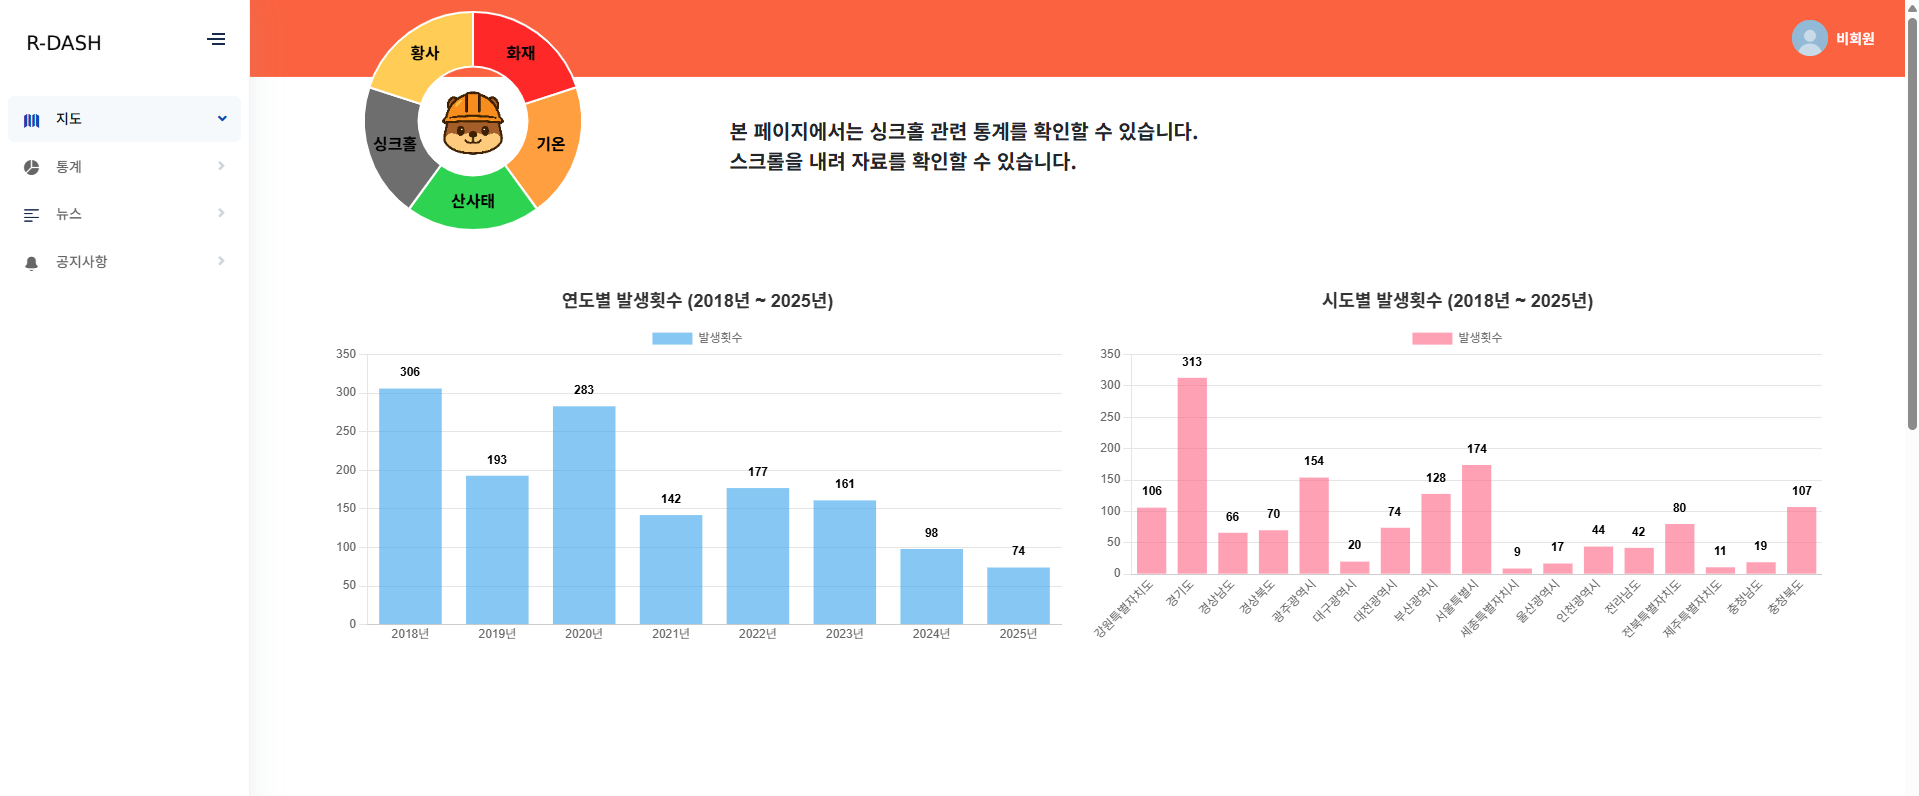 R-DASH
지도
통계
뉴스
공지사항
비회원
황사
화재
싱크홀
기온
산사태
본 페이지에서는 싱크홀 관련 통계를 확인할 수 있습니다.
스크롤을 내려 자료를 확인할 수 있습니다.
연도별 발생횟수 (2018년 ~ 2025년)
발생횟수
350
300
250
200
150
100
50
0
306
193
283
142
177
161
98
74
2018년
2019년
2020년
2021년
2022년
2023년
2024년
2025년
시도별 발생횟수 (2018년 ~ 2025년)
발생횟수
350
300
250
200
150
100
50
0
106
313
66
70
154
20
74
128
174
9
17
44
42
80
11
19
107
강원특별자치도
경기도
경상남도
경상북도
광주광역시
대구광역시
대전광역시
부산광역시
서울특별시
세종특별자치시
울산광역시
인천광역시
전라남도
전북특별자치도
제주특별자치도
충청남도
충청북도